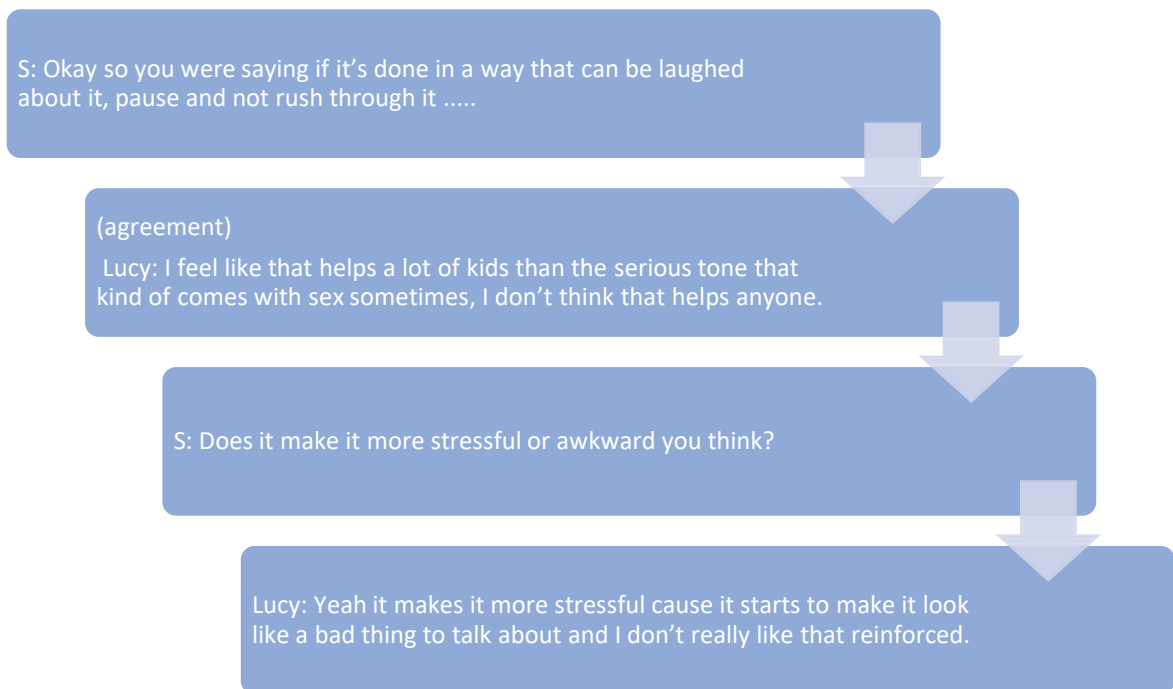 S: Okay so you were saying if it’s done in a way that can be laughed
about it, pause and not rush through it .....
(agreement)
Lucy: I feel like that helps a lot of kids than the serious tone that
kind of comes with sex sometimes, I don’t think that helps anyone.
S: Does it make it more stressful or awkward you think?
Lucy: Yeah it makes it more stressful cause it starts to make it look
like a bad thing to talk about and I don’t really like that reinforced.